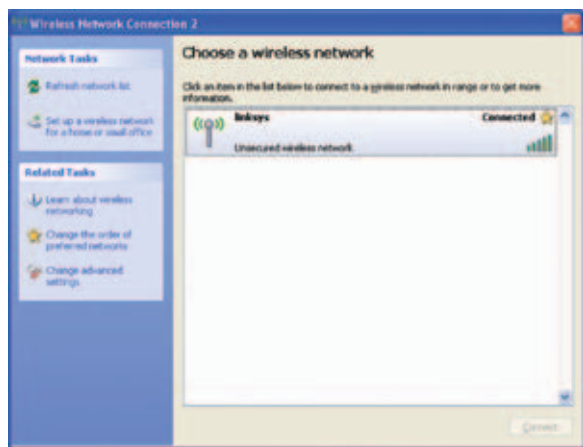 Wireless Network Connection 2
Network Tasks
Refresh network list
Set up a wireless network
for a home or small office
Related Tasks
Learn about wireless
networking
Change the order of
preferred networks
Change advanced
settings
Choose a wireless network
Click an item in the list below to connect to a wireless network in range or to get more
information.
linksys
Connected
Unsecured wireless network
Connect